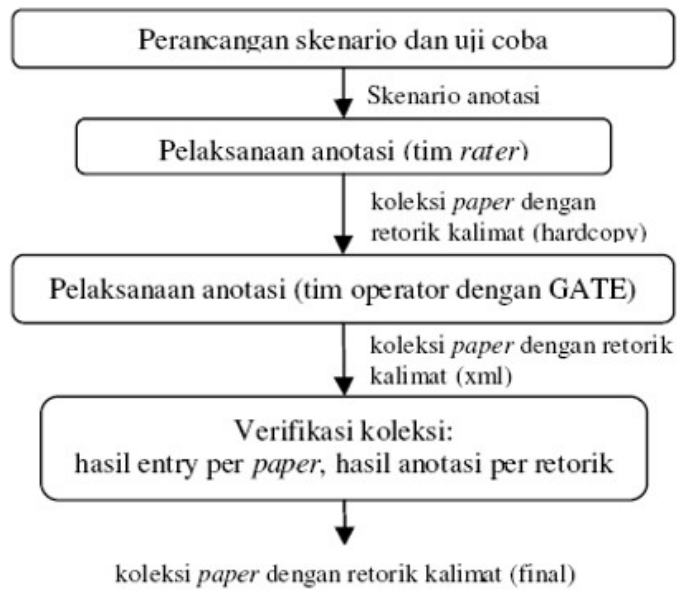 Perancangan skenario dan uji coba
Skenario anotasi
Pelaksanaan anotasi (tim rater)
koleksi paper dengan
retorik kalimat (hardcopy)
Pelaksanaan anotasi (tim operator dengan GATE)
koleksi paper dengan retorik
kalimat (xml)
Verifikasi koleksi:
hasil entry per paper, hasil anotasi per retorik
koleksi paper dengan retorik kalimat (final)